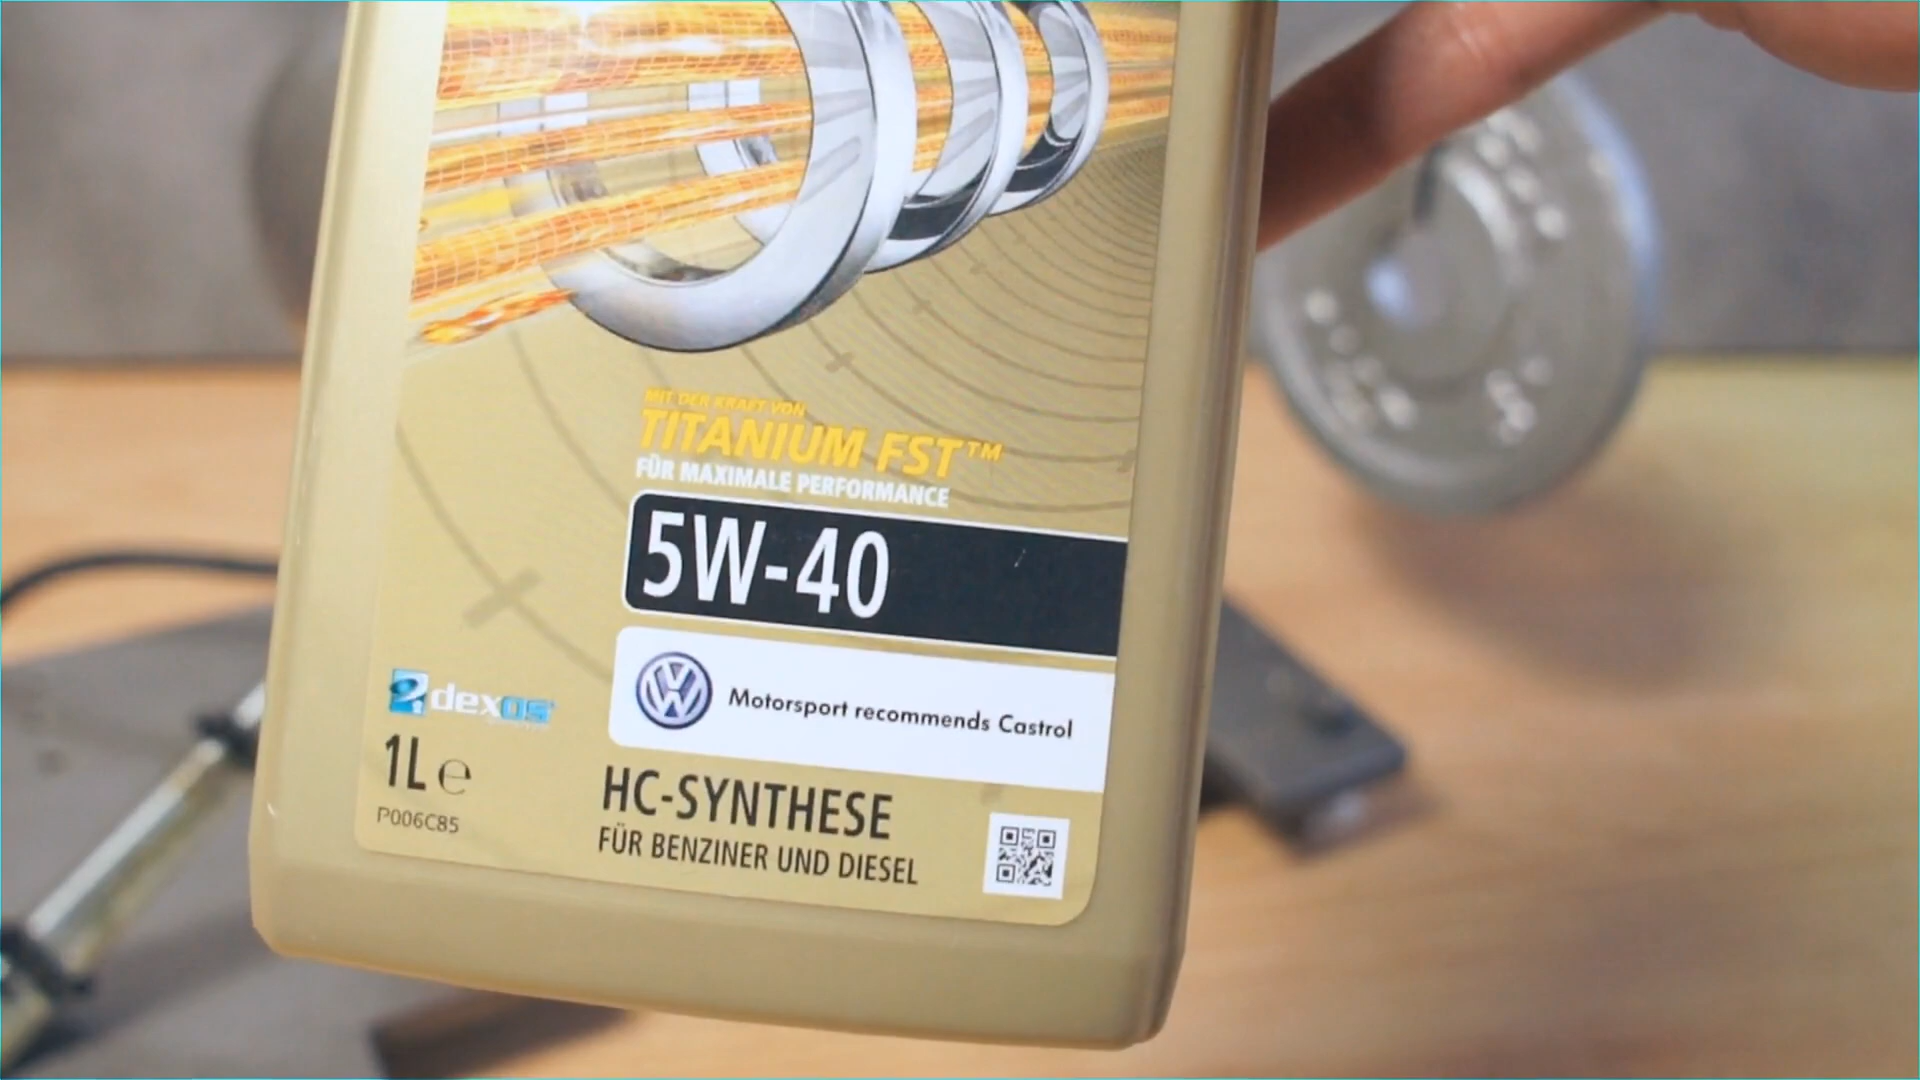 MIT DER KRAFT VON
TITANIUM FST™
FÜR MAXIMALE PERFORMANCE
5W-40
Motorsport recommends Castrol
dexos
1L e
P006C85
HC-SYNTHESE
FÜR BENZINER UND DIESEL